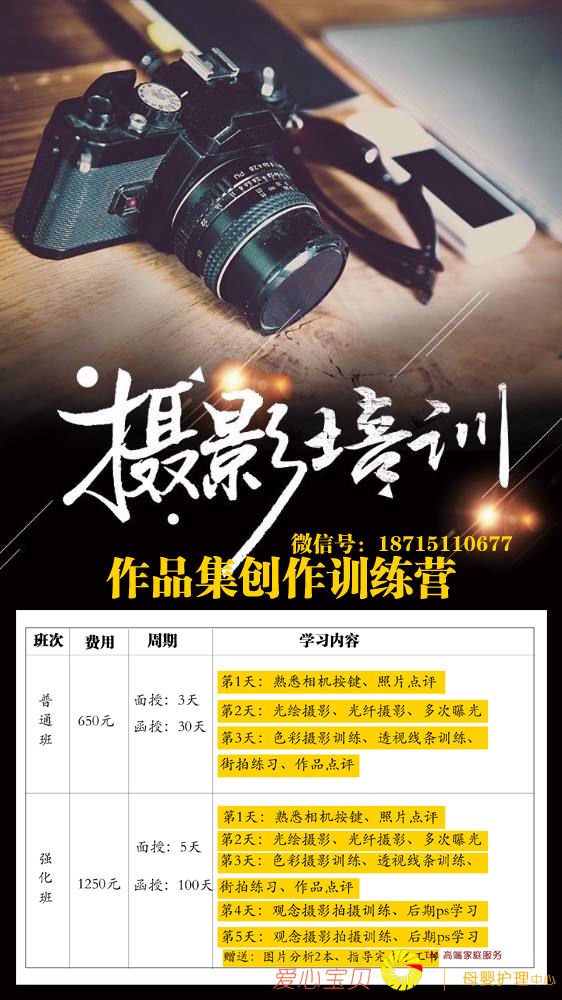 摄影培训
微信号：18715110677
作品集创作训练营
班次 费用 周期 学习内容
普通班 650元 面授：3天 函授：30天
第1天：熟悉相机按键、照片点评
第2天：光绘摄影、光纤摄影、多次曝光
第3天：色彩摄影训练、透视线条训练、
街拍练习、作品点评
强化班 1250元 面授：5天 函授：100天
第1天：熟悉相机按键、照片点评
第2天：光绘摄影、光纤摄影、多次曝光
第3天：色彩摄影训练、透视线条训练、
街拍练习、作品点评
第4天：观念摄影拍摄训练、后期ps学习
第5天：观念摄影拍摄训练、后期ps学习
赠送：图片分析2本、指导完
高端家庭服务
爱心宝贝 母婴护理中心